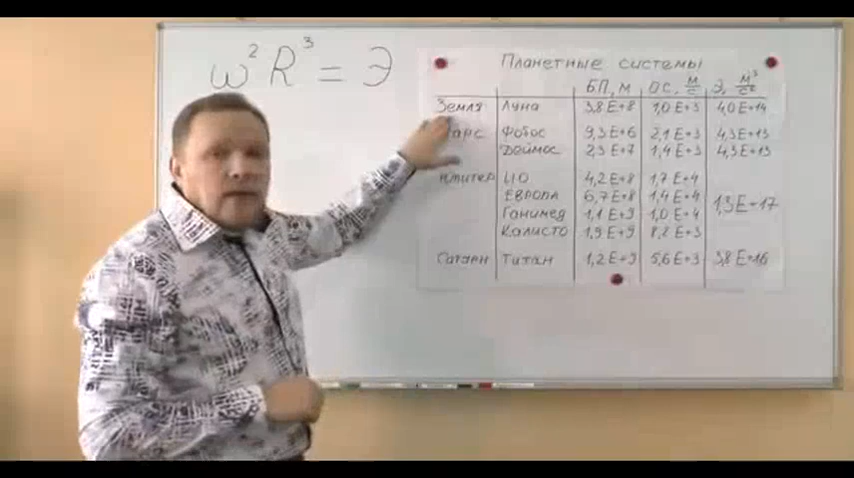 ω² R³ = Э
Планетные системы
БП, м ОС, м/с Э, м³/с²
Земля Луна 3,8 E+8 1,0 E+3 4,0 E+14
Марс Фобос 9,3 E+6 2,1 E+3 4,3 E+13
Деймос 2,3 E+7 1,4 E+3 4,3 E+13
Юпитер ИО 4,2 E+8 1,7 E+4
ЕВРОПА 6,7 E+8 1,4 E+4
1,3 E+17
Ганимед 1,1 E+9 1,0 E+4
Калисто 1,9 E+9 8,2 E+3
Сатурн Титан 1,2 E+9 5,6 E+3 3,8 E+16